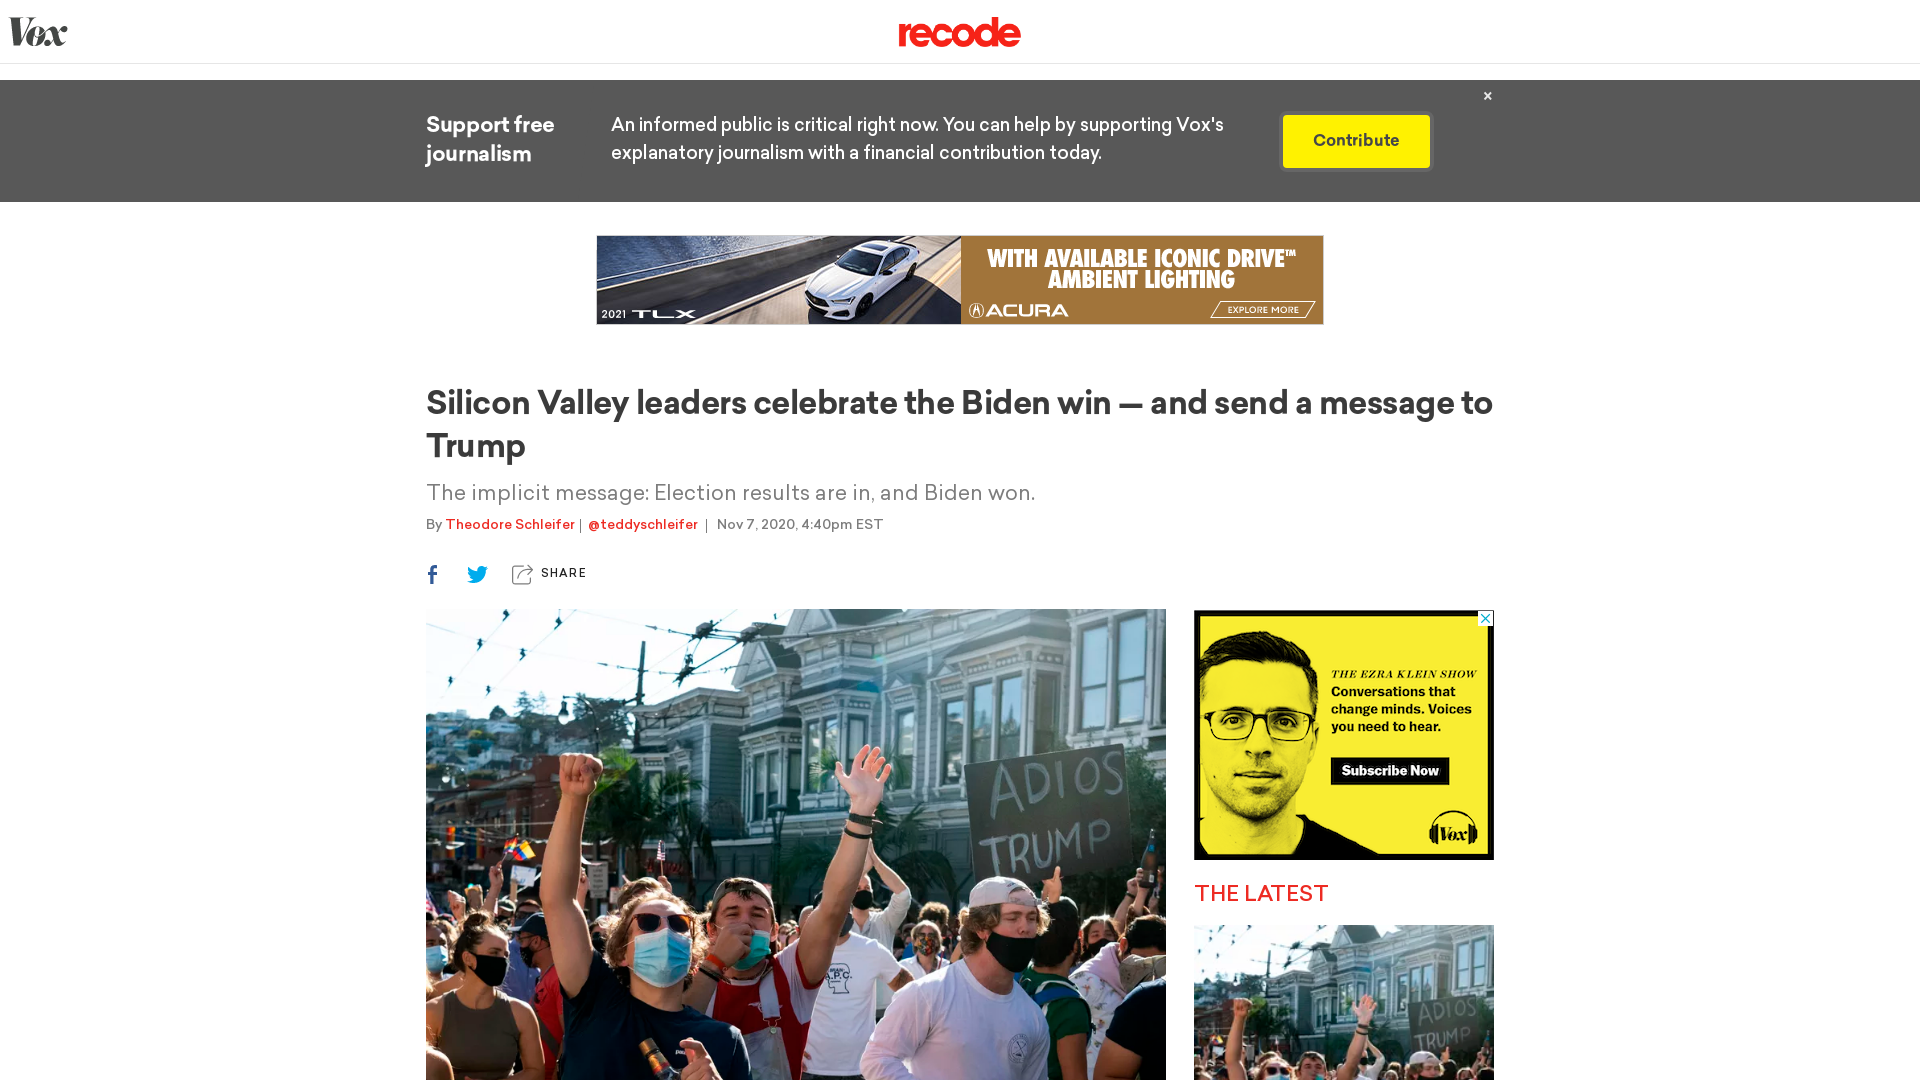 Vox
recode
×
Support free
journalism
An informed public is critical right now. You can help by supporting Vox's
explanatory journalism with a financial contribution today.
Contribute
2021 TLX
WITH AVAILABLE ICONIC DRIVE™
AMBIENT LIGHTING
ACURA
EXPLORE MORE
Silicon Valley leaders celebrate the Biden win — and send a message to
Trump
The implicit message: Election results are in, and Biden won.
By Theodore Schleifer | @teddyschleifer | Nov 7, 2020, 4:40pm EST
SHARE
ADIOS
TRUMP
A.P.C.
THE EZRA KLEIN SHOW
Conversations that
change minds. Voices
you need to hear.
Subscribe Now
Vox
THE LATEST
ADIOS
TRUMP